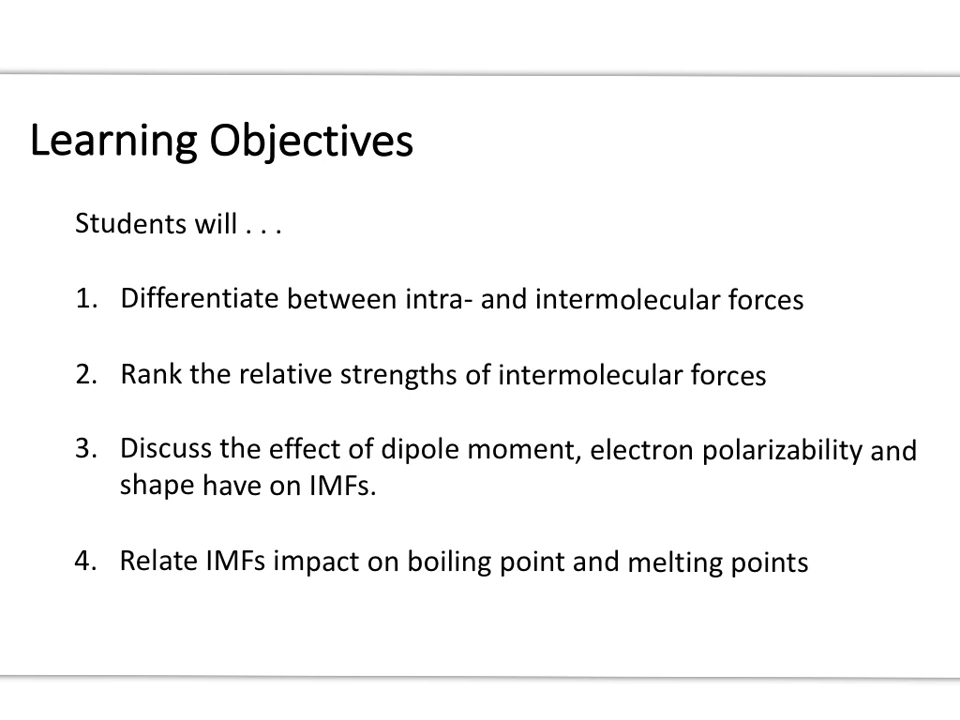 Learning Objectives
Students will . . .
1. Differentiate between intra- and intermolecular forces
2. Rank the relative strengths of intermolecular forces
3. Discuss the effect of dipole moment, electron polarizability and
shape have on IMFs.
4. Relate IMFs impact on boiling point and melting points